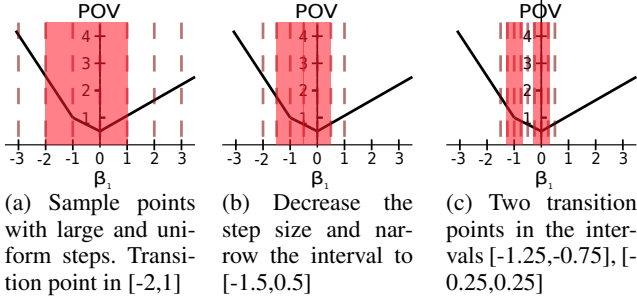 POV
4
3
2
1
-3 -2 -1 0 1 2 3
β₁
(a) Sample points
with large and uni-
form steps. Transi-
tion point in [-2,1]
POV
4
3
2
1
-3 -2 -1 0 1 2 3
β₁
(b) Decrease the
step size and nar-
row the interval to
[-1.5,0.5]
POV
4
3
2
1
-3 -2 -1 0 1 2 3
β₁
(c) Two transition
points in the inter-
vals [-1.25,-0.75], [-
0.25,0.25]